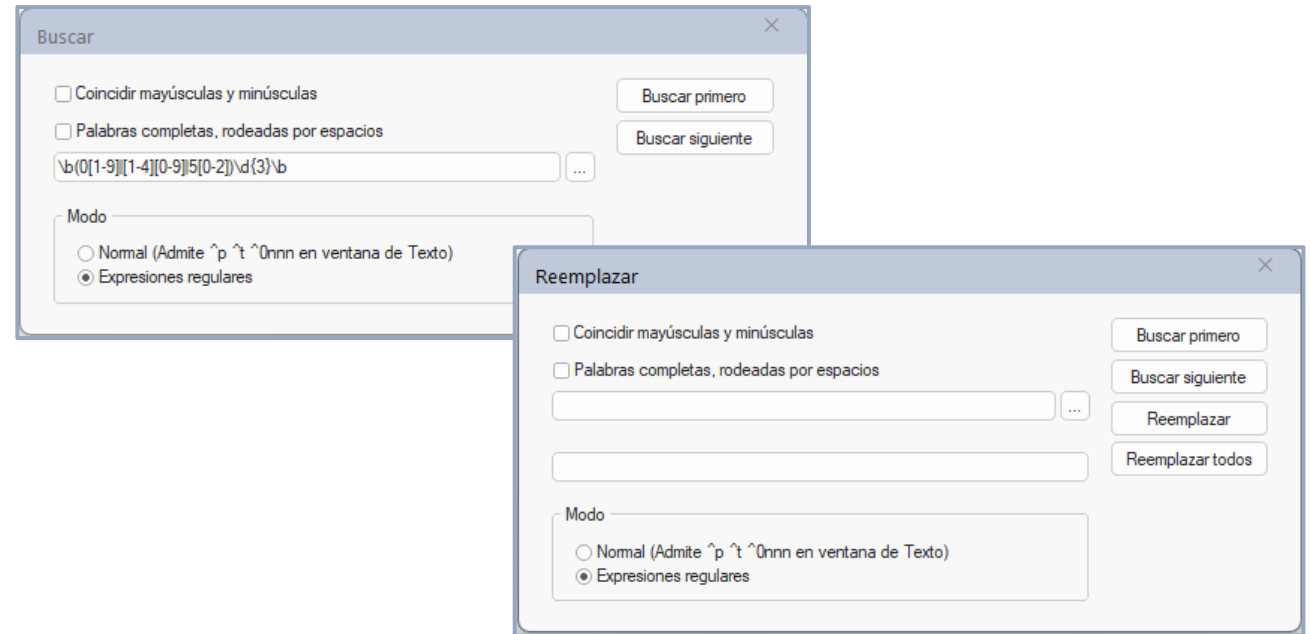 Buscar
Coincidir mayúsculas y minúsculas
Buscar primero
Palabras completas, rodeadas por espacios
Buscar siguiente
\b(0[1-9]|[1-4][0-9]|5[0-2])\d{3}\b
...
Modo
Normal (Admite ^p ^t ^0nnn en ventana de Texto)
Expresiones regulares
Reemplazar
Coincidir mayúsculas y minúsculas
Buscar primero
Palabras completas, rodeadas por espacios
Buscar siguiente
...
Reemplazar
Reemplazar todos
Modo
Normal (Admite ^p ^t ^0nnn en ventana de Texto)
Expresiones regulares